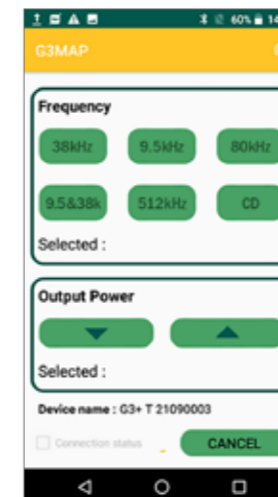 60% 14
G3MAP
Frequency
38kHz 9.5kHz 80kHz
9.5&38k 512kHz CD
Selected :
Output Power
Selected :
Device name : G3+ T 21090003
Connection status CANCEL